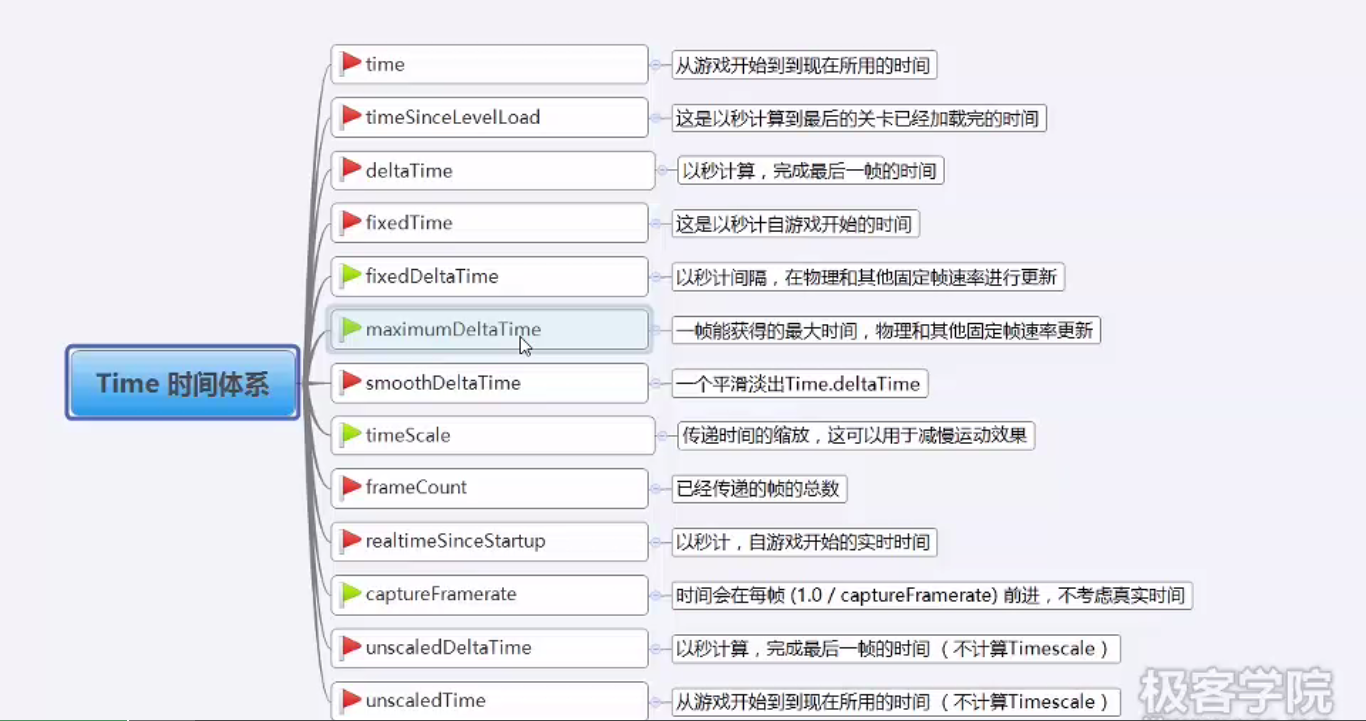 time
从游戏开始到到现在所用的时间
timeSinceLevelLoad
这是以秒计算到最后的关卡已经加载完的时间
deltaTime
以秒计算，完成最后一帧的时间
fixedTime
这是以秒计自游戏开始的时间
fixedDeltaTime
以秒计间隔，在物理和其他固定帧速率进行更新
maximumDeltaTime
一帧能获得的最大时间，物理和其他固定帧速率更新
Time 时间体系
smoothDeltaTime
一个平滑淡出Time.deltaTime
timeScale
传递时间的缩放，这可以用于减慢运动效果
frameCount
已经传递的帧的总数
realtimeSinceStartup
以秒计，自游戏开始的实时时间
captureFramerate
时间会在每帧 (1.0 / captureFramerate) 前进，不考虑真实时间
unscaledDeltaTime
以秒计算，完成最后一帧的时间（不计算Timescale）
unscaledTime
从游戏开始到到现在所用的时间（不计算Timescale）
极客学院